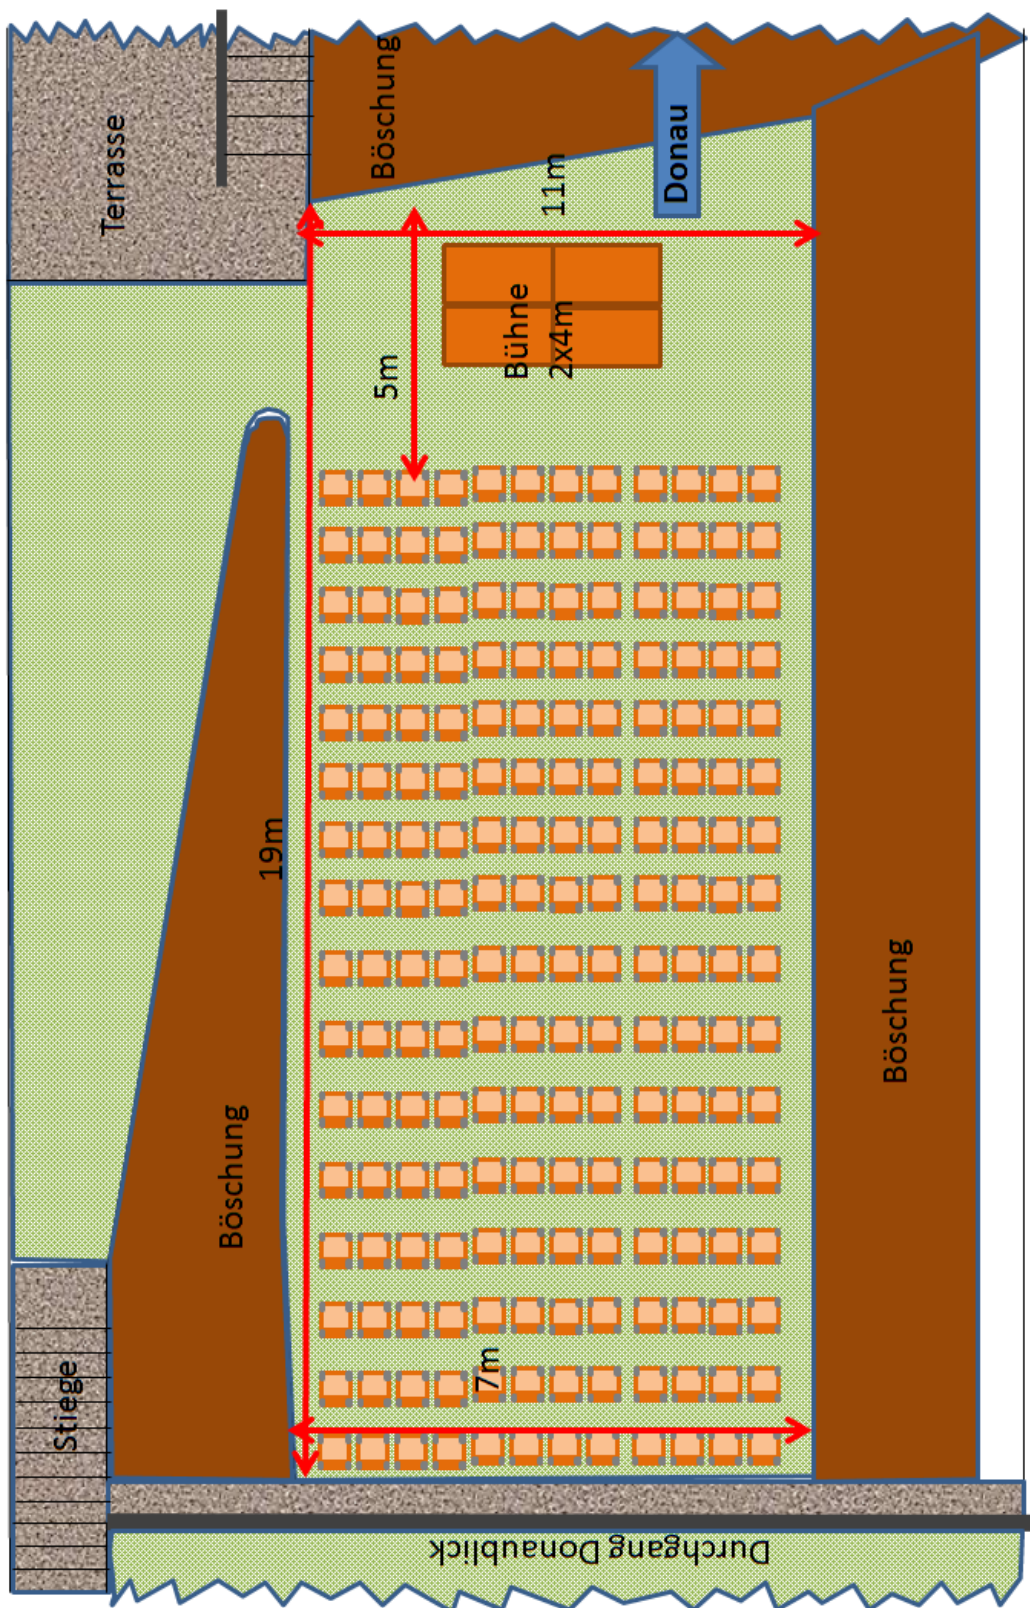 Terrasse
Böschung
Donau
11m
5m
Bühne
2x4m
19m
Böschung
Böschung
7m
Stiege
Durchgang Donaublick